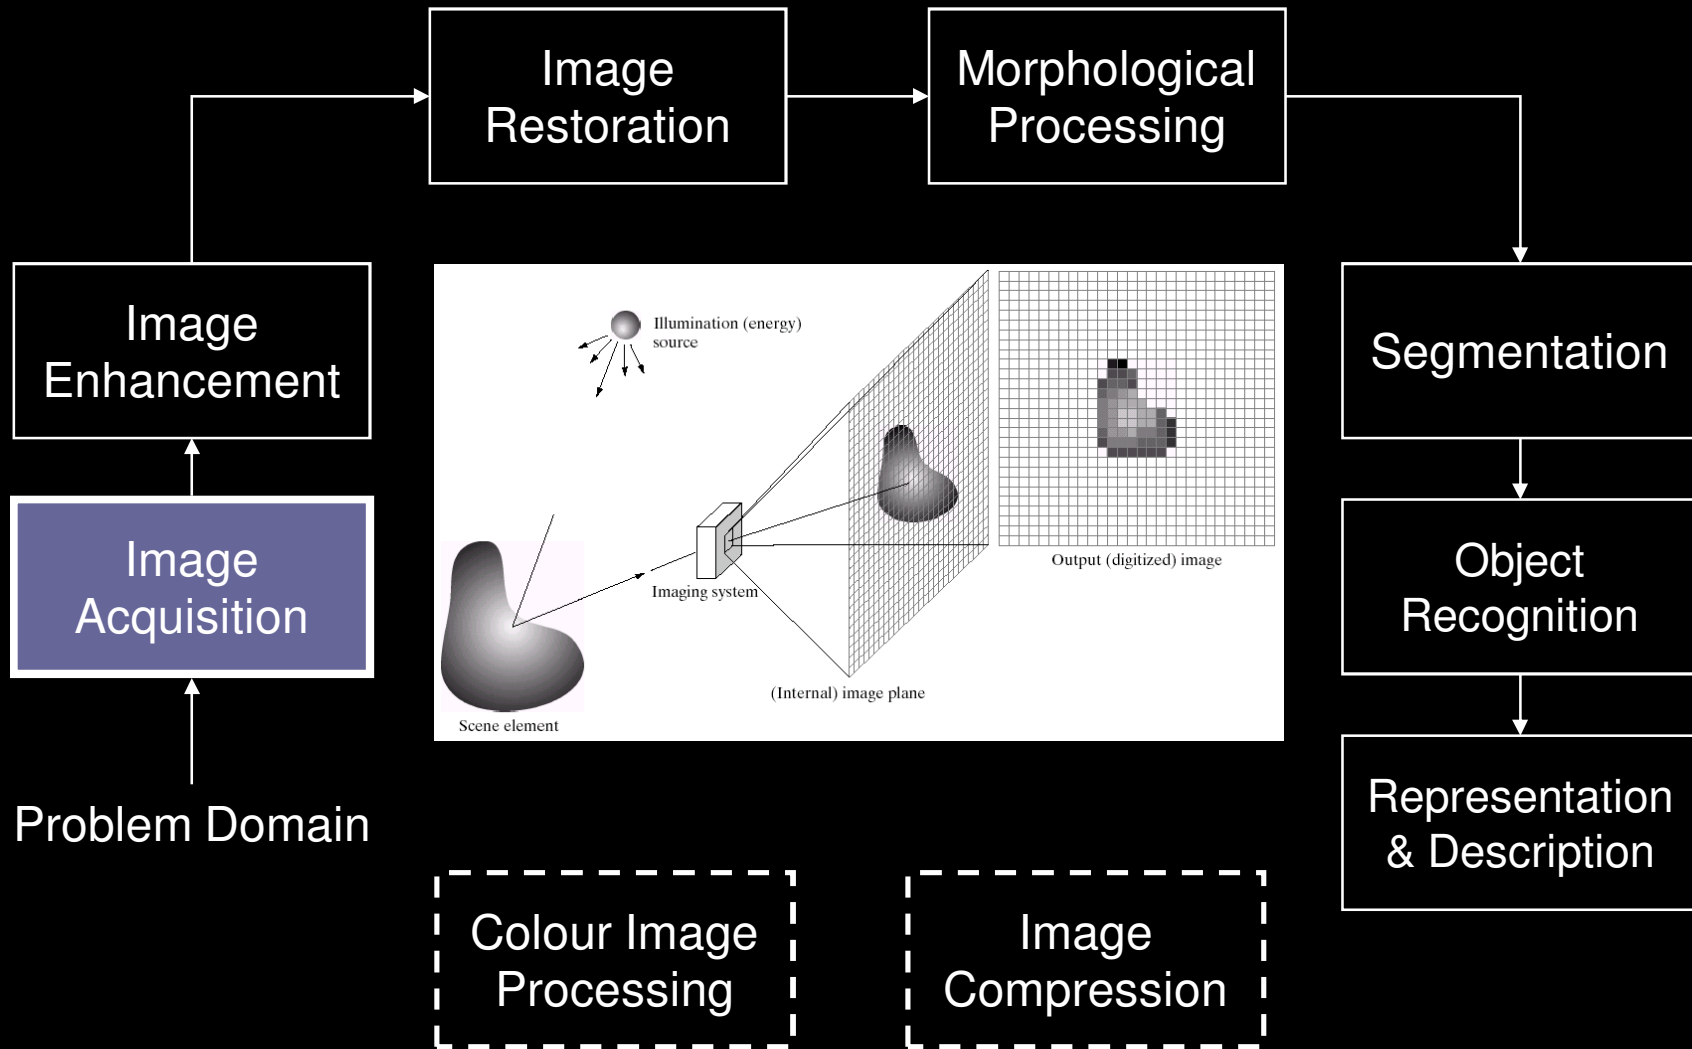 Image
Restoration
Morphological
Processing
Image
Enhancement
Illumination (energy)
source
Segmentation
Image
Acquisition
Imaging system
Output (digitized) image
Object
Recognition
(Internal) image plane
Scene element
Problem Domain
Representation
& Description
Colour Image
Processing
Image
Compression